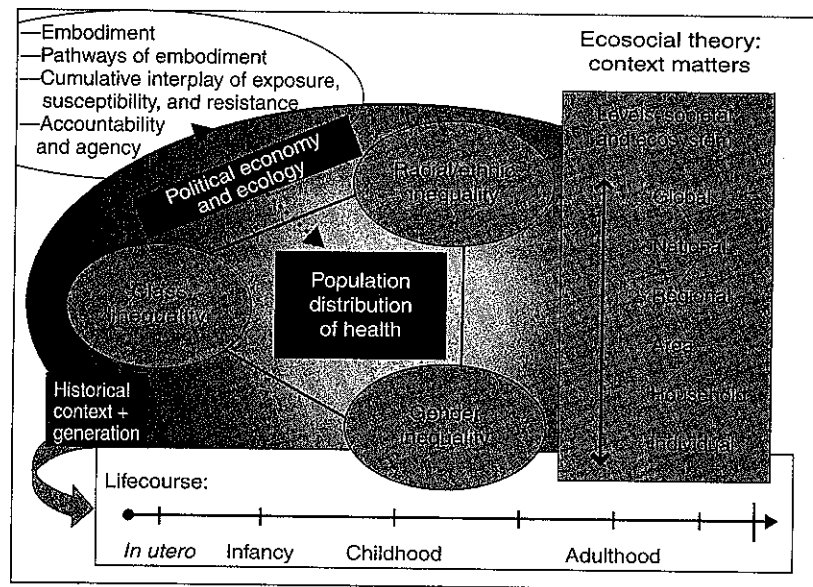 —Embodiment
—Pathways of embodiment
—Cumulative interplay of exposure,
susceptibility, and resistance
—Accountability
and agency
Ecosocial theory:
context matters
Levels: societal
and ecosystem
Global
National
Regional
Area
Household
Individual
Political economy
and ecology
Racial/ethnic
inequality
Class
inequality
Population
distribution
of health
Gender
inequality
Historical
context +
generation
Lifecourse:
In utero
Infancy
Childhood
Adulthood